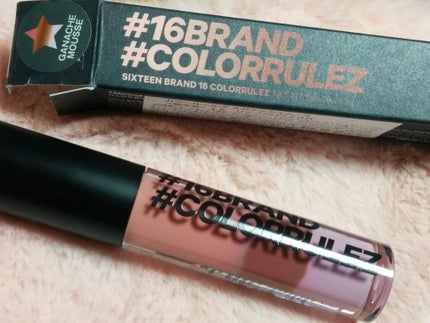 GANACHE
MOUSSE
#16BRAND
#COLORRULEZ
SIXTEEN BRAND 16 COLORRULEZ
#16BRAND
#COLORRULEZ